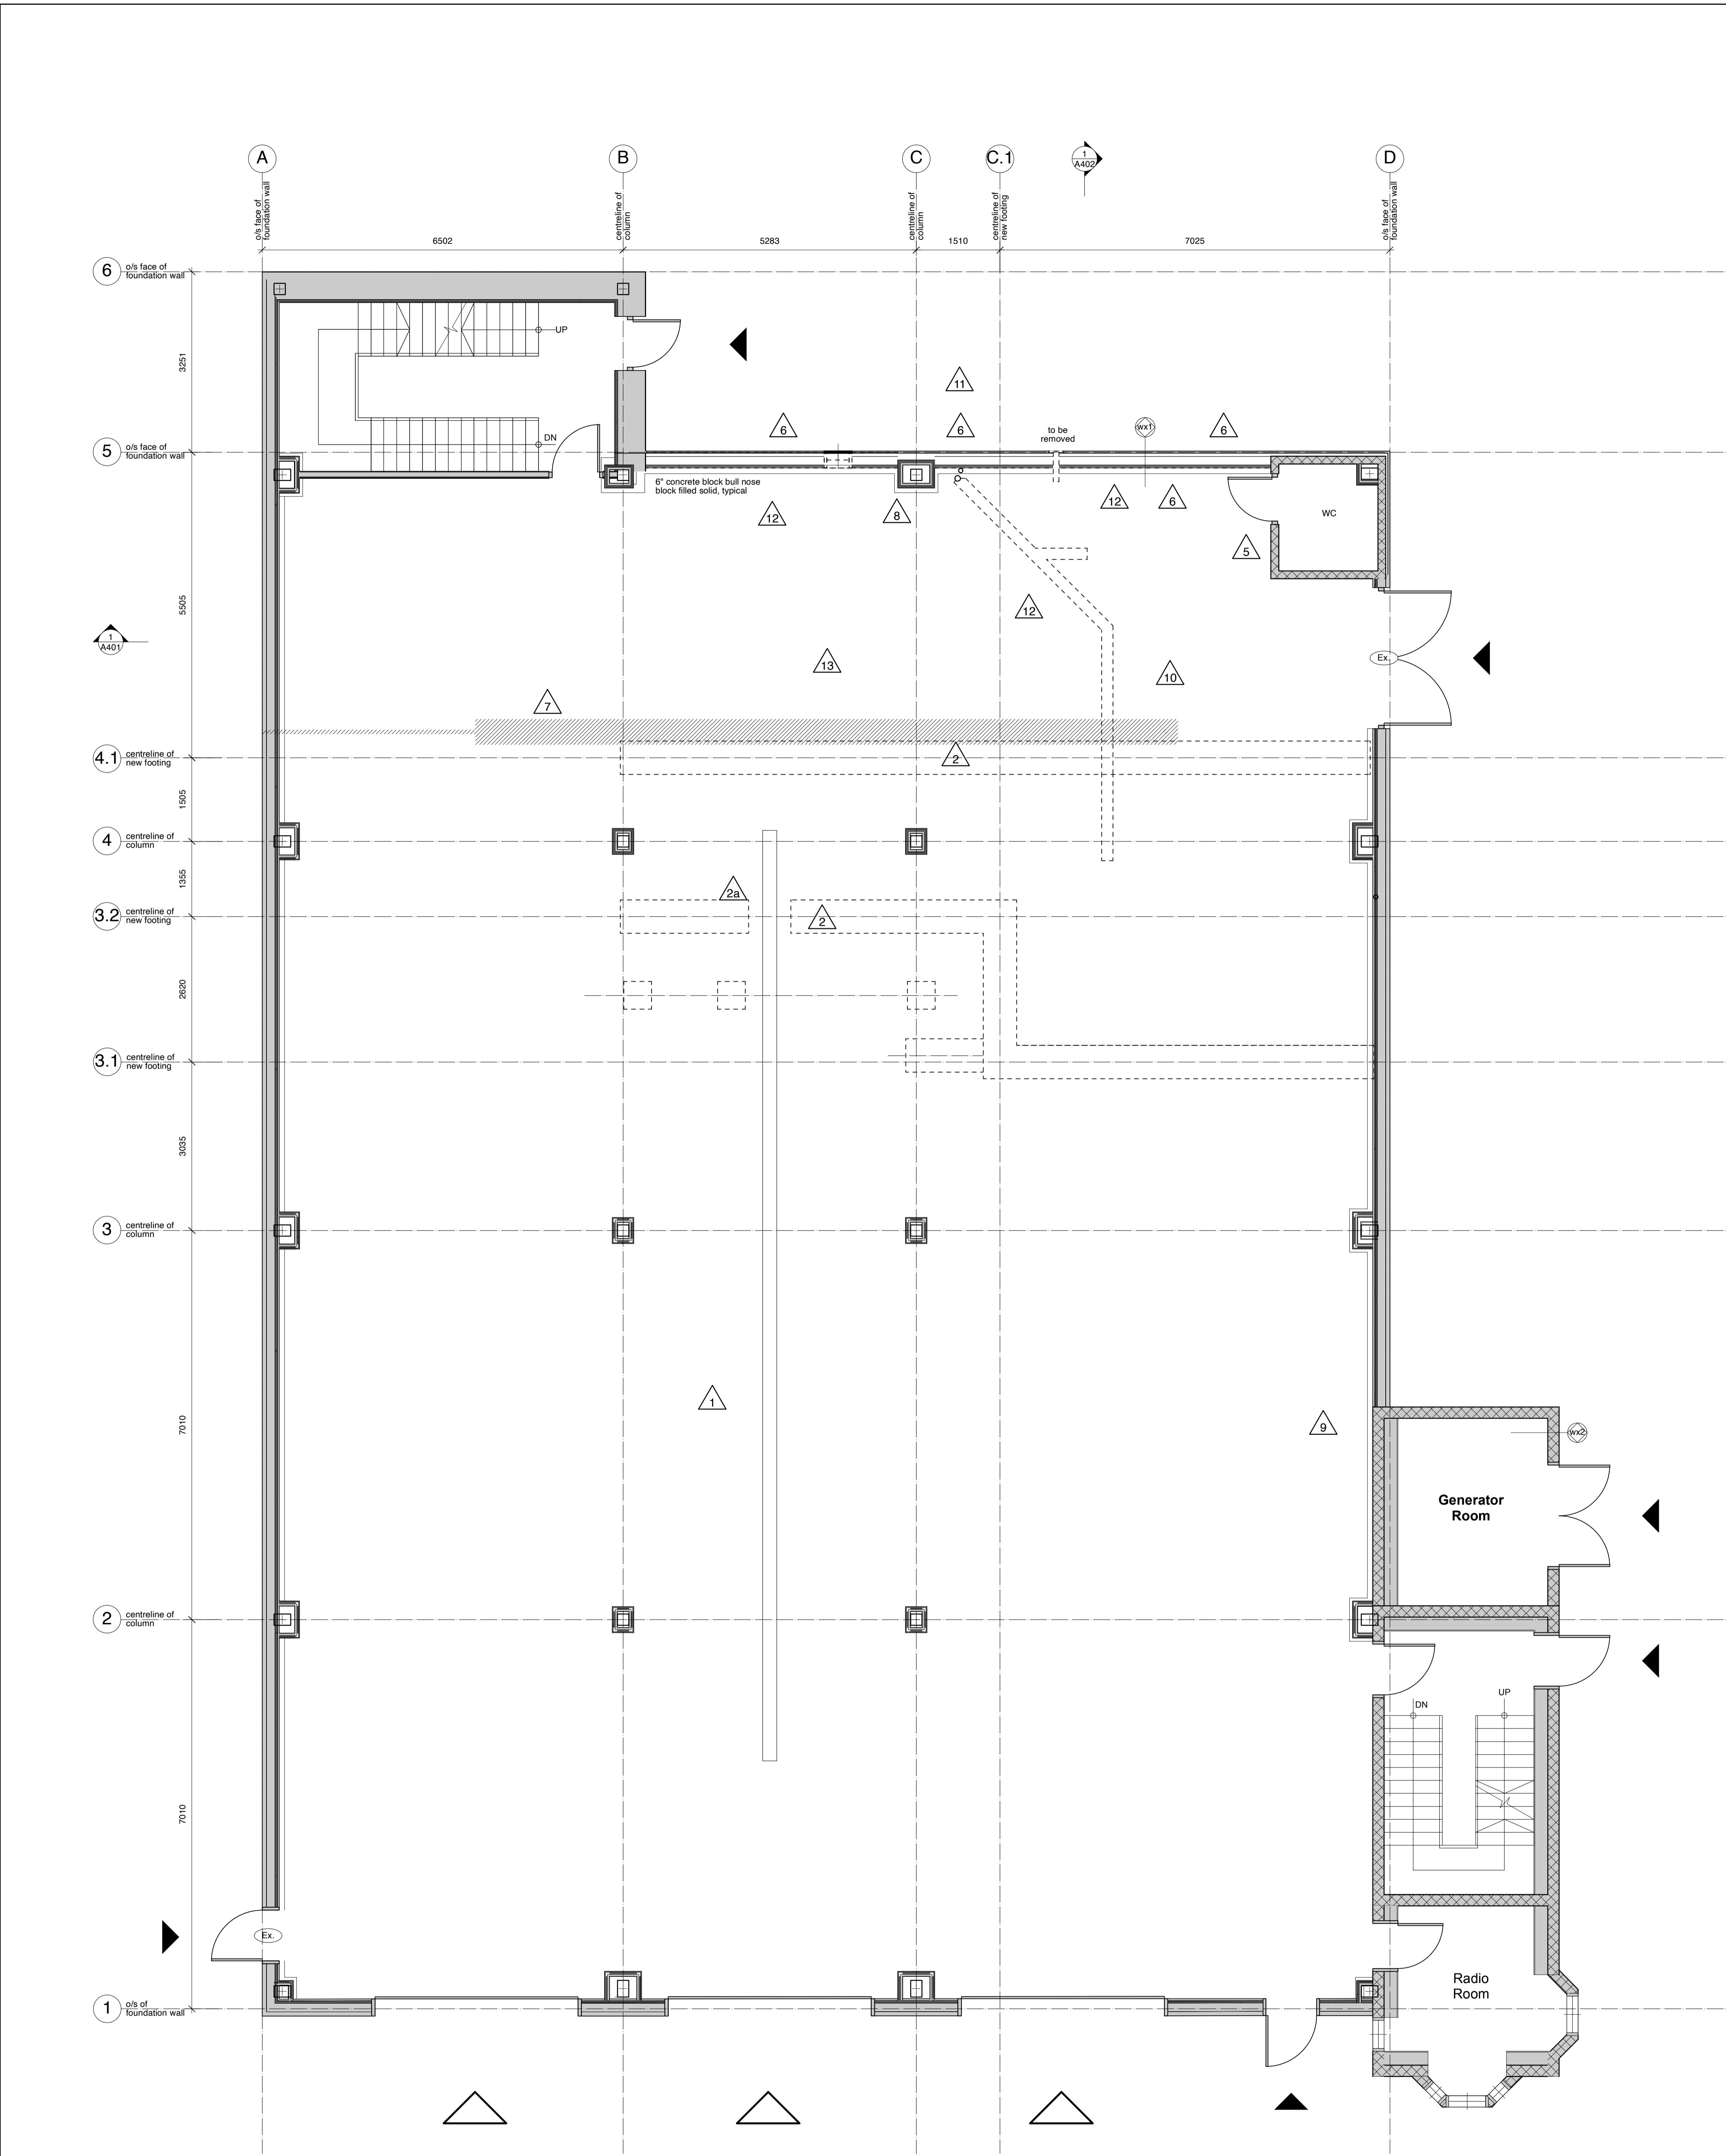 A
B
C
C.1
1
A402
D
o/s face of
foundation wall
centreline of
column
centreline of
column
centreline of
new footing
o/s face of
foundation wall
6502
5283
1510
7025
6
o/s face of
foundation wall
UP
3251
11
6
6
to be
removed
wx1
6
DN
5
o/s face of
foundation wall
6" concrete block bull nose
block filled solid, typical
12
8
12
6
WC
5
5505
12
1
A401
13
10
Ex.
7
4.1
centreline of
new footing
2
1505
4
centreline of
column
1355
2a
3.2
centreline of
new footing
2
2620
3.1
centreline of
new footing
3035
3
centreline of
column
1
9
7010
wx2
Generator
Room
2
centreline of
column
DN
UP
7010
Ex.
Radio
Room
1
o/s of
foundation wall